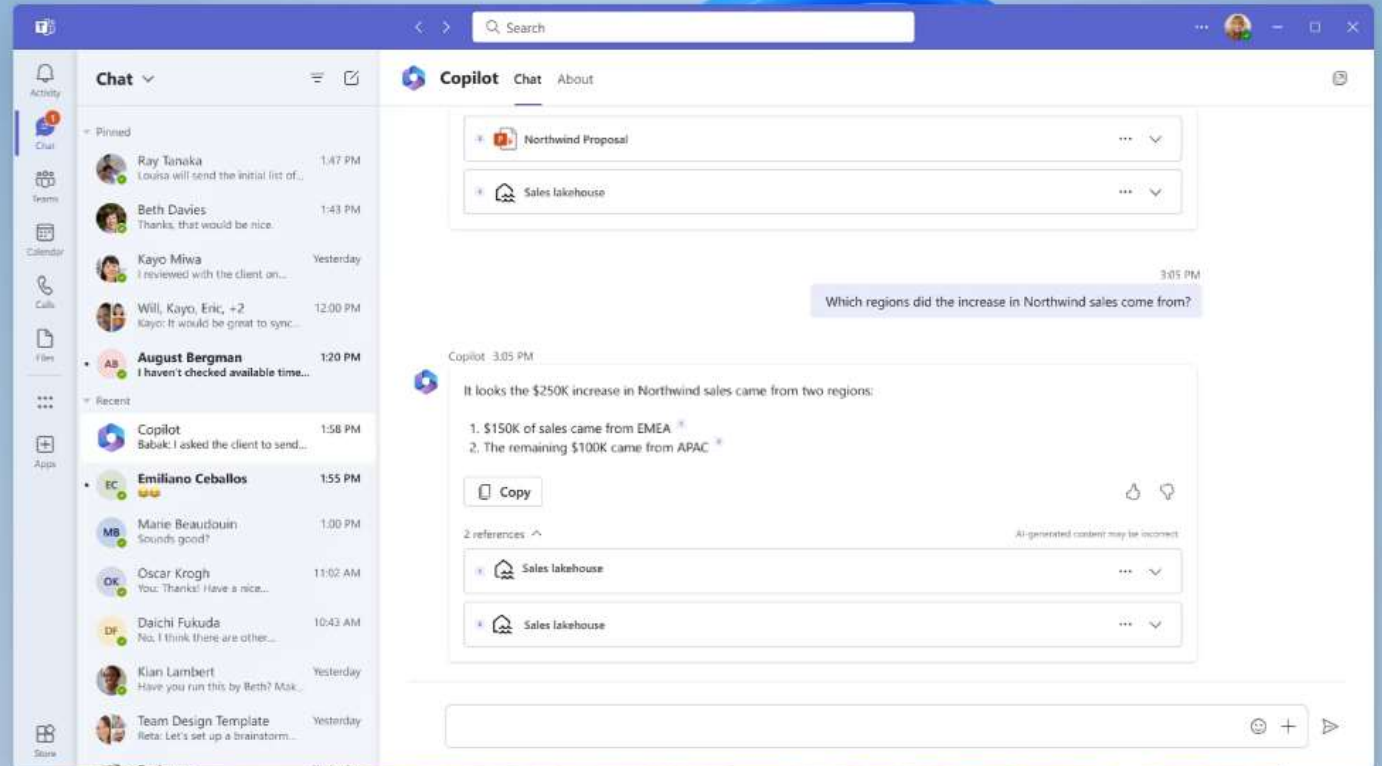 Search
Activity
Chat
Teams
Calendar
Calls
Files
Apps
Store
1
Chat
Pinned
Ray Tanaka 1:47 PM
Louisa will send the initial list of...
Beth Davies 1:43 PM
Thanks, that would be nice.
Kayo Miwa Yesterday
I reviewed with the client on...
Will, Kayo, Eric, +2 12:00 PM
Kayo: It would be great to sync...
AB
August Bergman 1:20 PM
I haven't checked available time...
Recent
Copilot 1:58 PM
Babak: I asked the client to send...
EC
Emiliano Ceballos 1:55 PM
MB
Marie Beaudouin 1:00 PM
Sounds good?
OK
Oscar Krogh 11:02 AM
You: Thanks! Have a nice...
DF
Daichi Fukuda 10:43 AM
No, I think there are other...
Kian Lambert Yesterday
Have you run this by Beth? Mak...
Team Design Template Yesterday
Reta: Let's set up a brainstorm...
Copilot Chat About
Northwind Proposal
Sales lakehouse
3:05 PM
Which regions did the increase in Northwind sales come from?
Copilot 3:05 PM
It looks the $250K increase in Northwind sales came from two regions:
1. $150K of sales came from EMEA
2. The remaining $100K came from APAC
Copy
2 references
AI-generated content may be incorrect
Sales lakehouse
Sales lakehouse